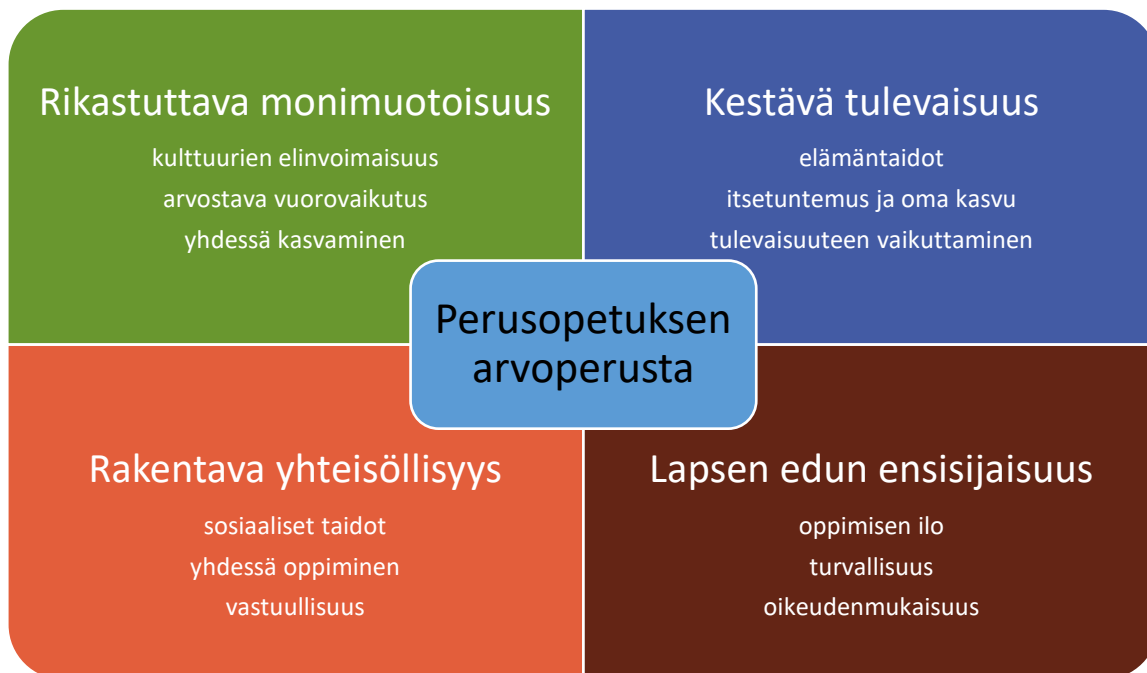 Rikastuttava monimuotoisuus
kulttuurien elinvoimaisuus
arvostava vuorovaikutus
yhdessä kasvaminen
Kestävä tulevaisuus
elämäntaidot
itsetuntemus ja oma kasvu
tulevaisuuteen vaikuttaminen
Perusopetuksen
arvoperusta
Rakentava yhteisöllisyys
sosiaaliset taidot
yhdessä oppiminen
vastuullisuus
Lapsen edun ensisijaisuus
oppimisen ilo
turvallisuus
oikeudenmukaisuus